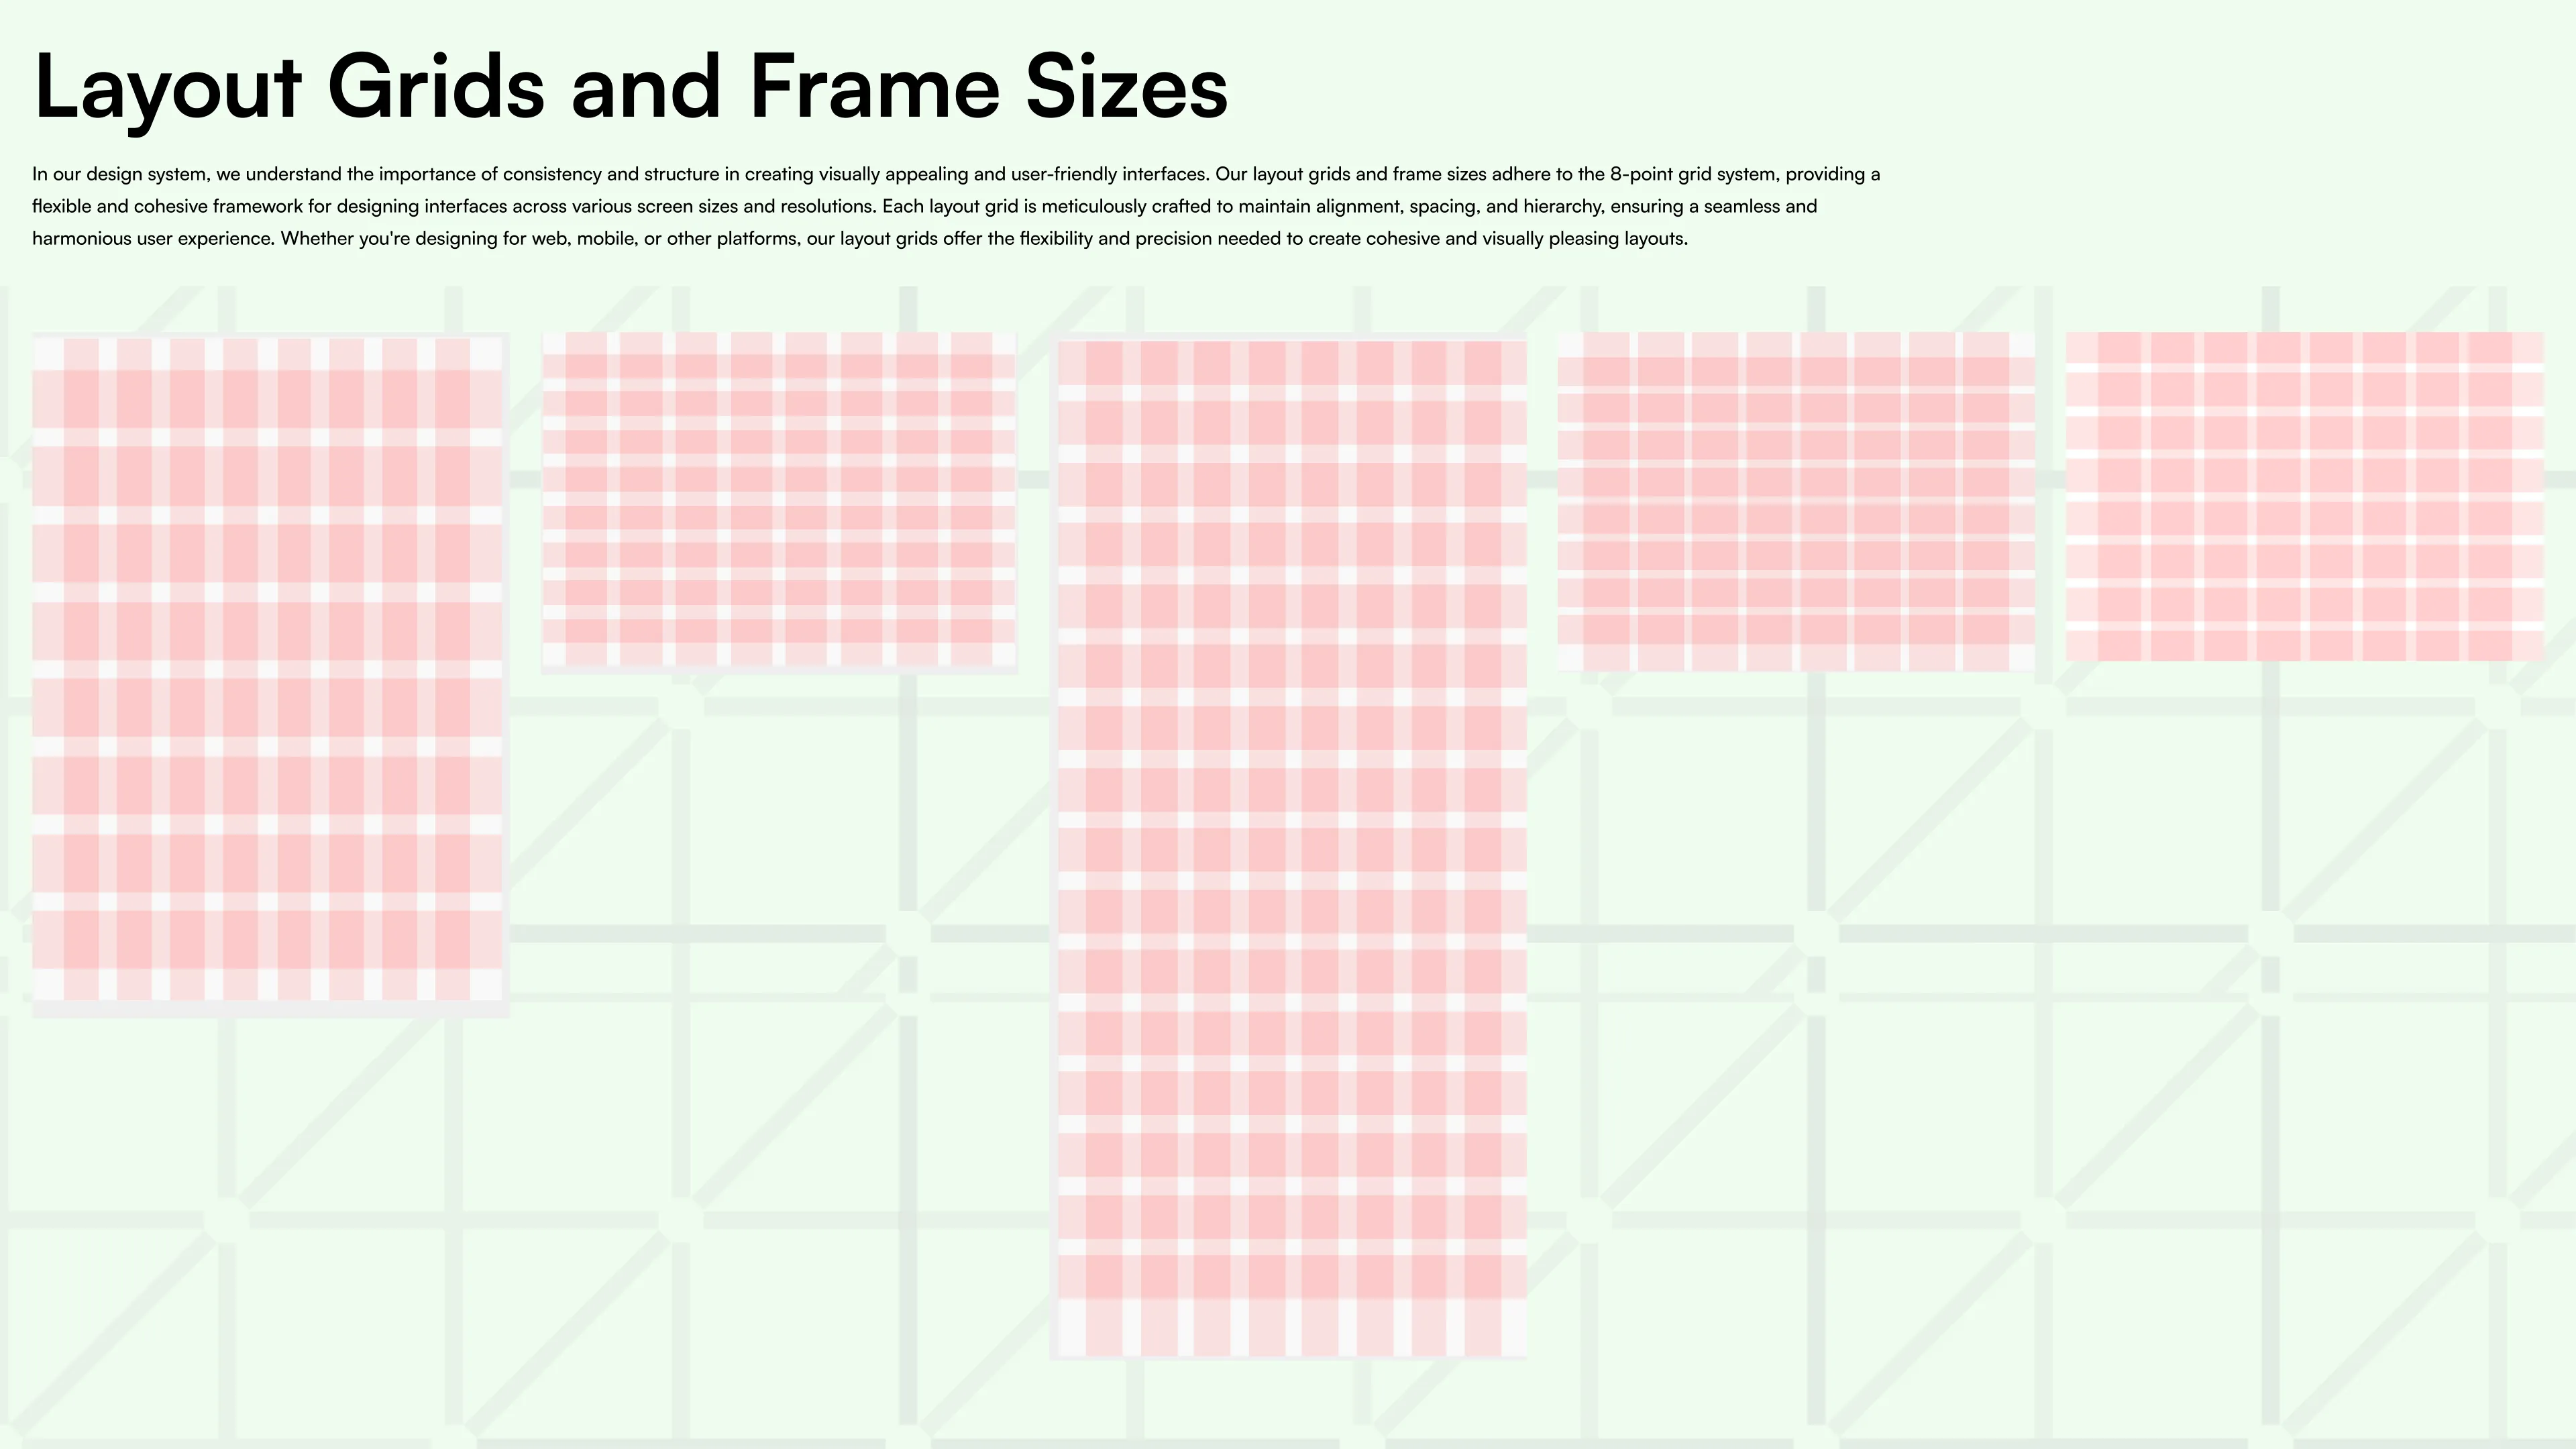 Layout Grids and Frame Sizes
In our design system, we understand the importance of consistency and structure in creating visually appealing and user-friendly interfaces. Our layout grids and frame sizes adhere to the 8-point grid system, providing a
flexible and cohesive framework for designing interfaces across various screen sizes and resolutions. Each layout grid is meticulously crafted to maintain alignment, spacing, and hierarchy, ensuring a seamless and
harmonious user experience. Whether you're designing for web, mobile, or other platforms, our layout grids offer the flexibility and precision needed to create cohesive and visually pleasing layouts.